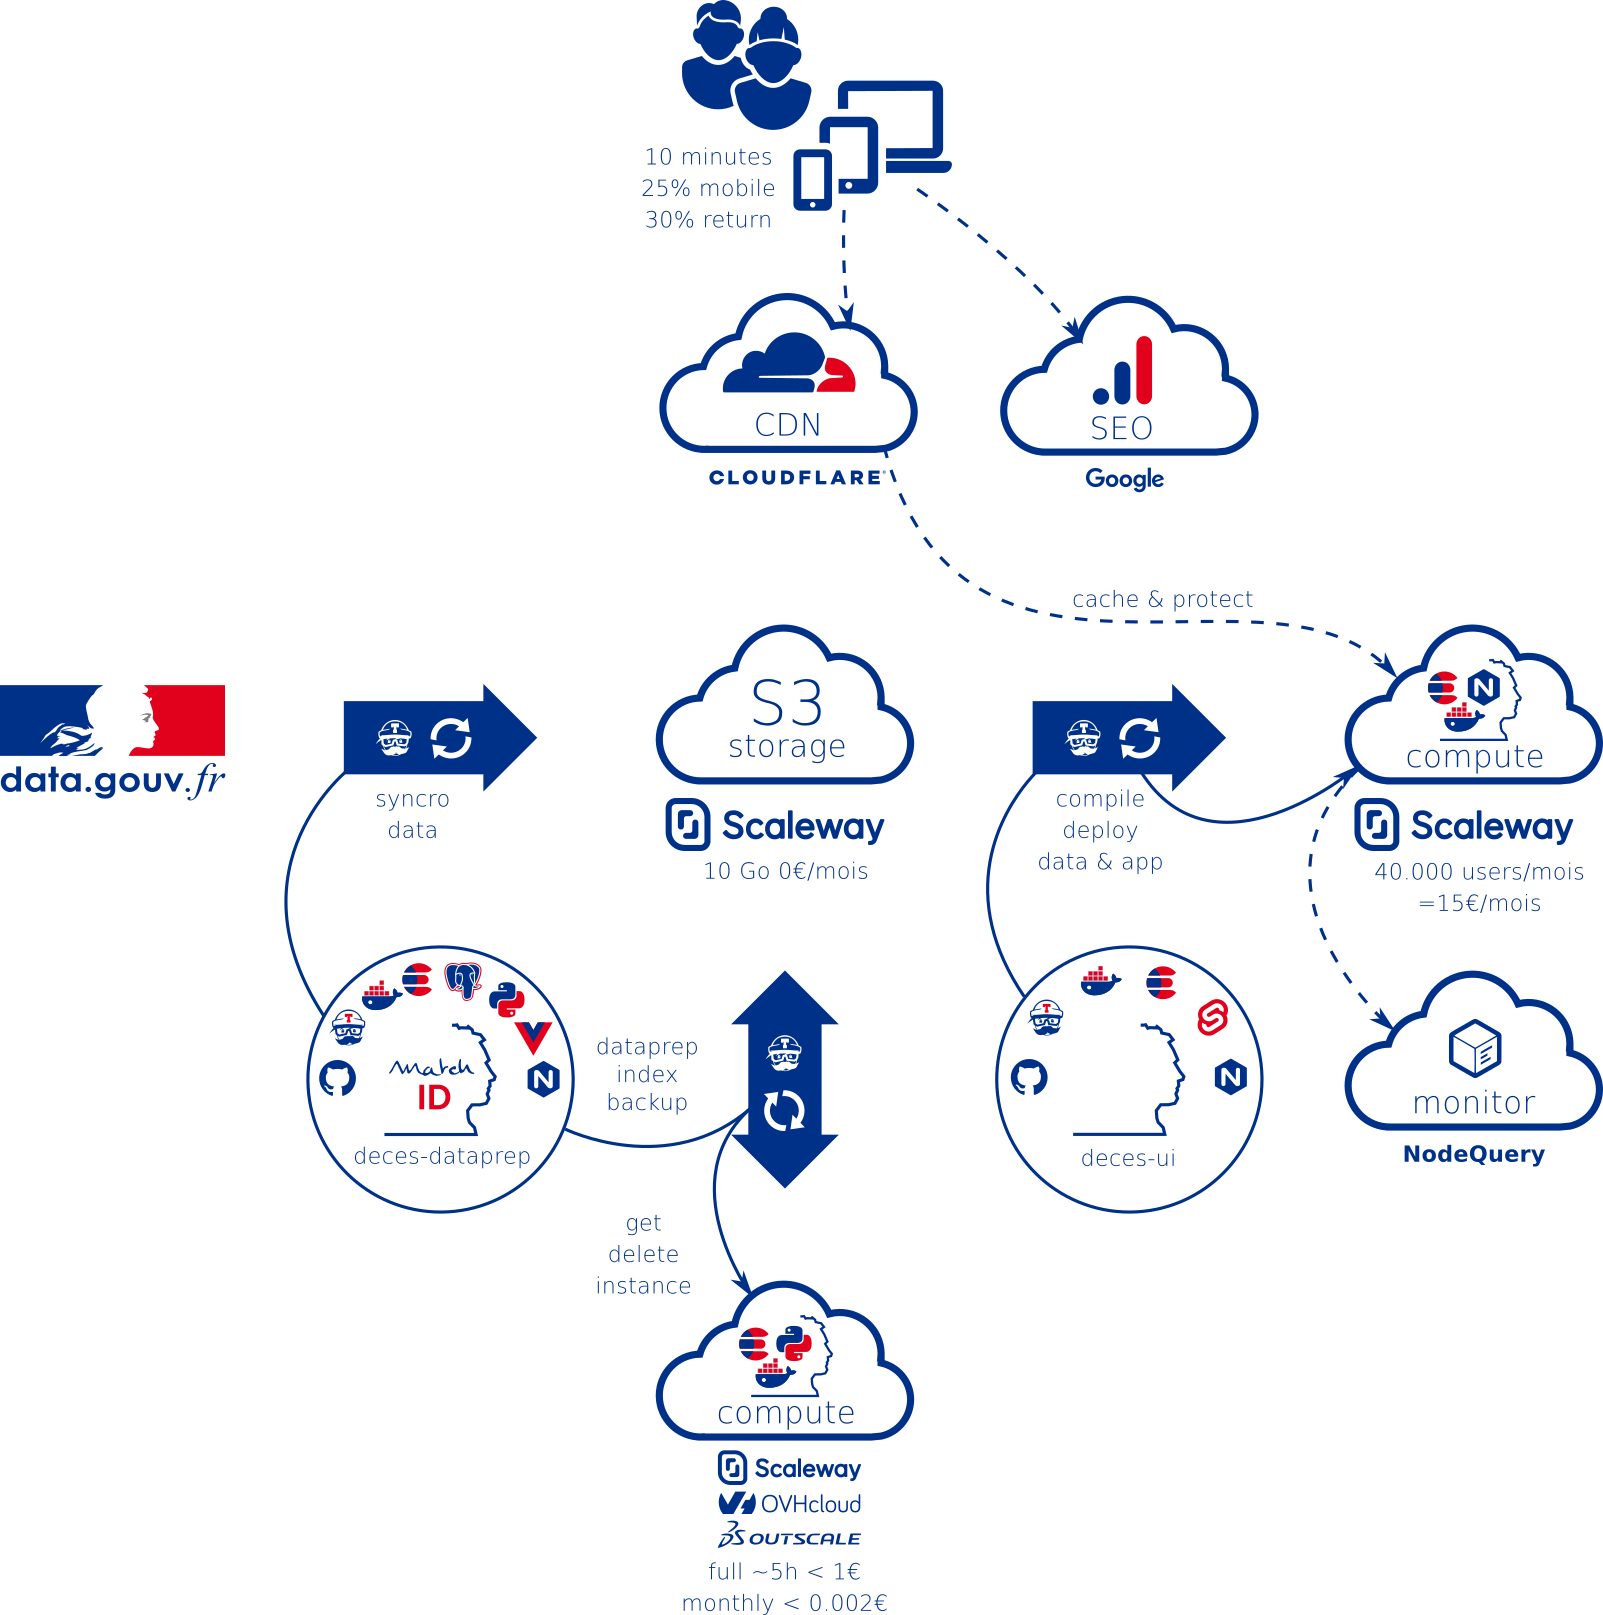 10 minutes
25% mobile
30% return
CDN
CLOUDFLARE
SEO
Google
cache & protect
data.gouv.fr
T
syncro
data
S3
storage
Scaleway
10 Go 0€/mois
T
compile
deploy
data & app
N
compute
Scaleway
40.000 users/mois
=15€/mois
T
N
match
ID
deces-dataprep
dataprep
index
backup
T
T
N
deces-ui
monitor
NodeQuery
get
delete
instance
compute
Scaleway
OVHcloud
3DS OUTSCALE
full ~5h < 1€
monthly < 0.002€